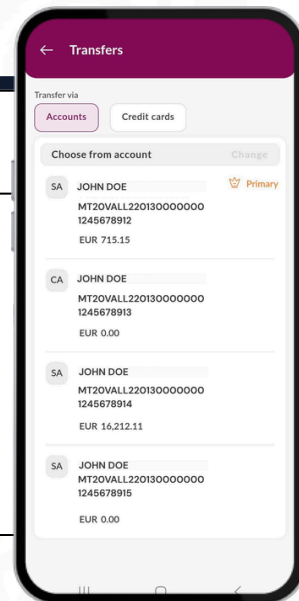 Transfers
Transfer via
Accounts Credit cards
Choose from account Change
SA JOHN DOE Primary
MT20VALL220130000000
1245678912
EUR 715.15
CA JOHN DOE
MT20VALL220130000000
1245678913
EUR 0.00
SA JOHN DOE
MT20VALL220130000000
1245678914
EUR 16,212.11
SA JOHN DOE
MT20VALL220130000000
1245678915
EUR 0.00